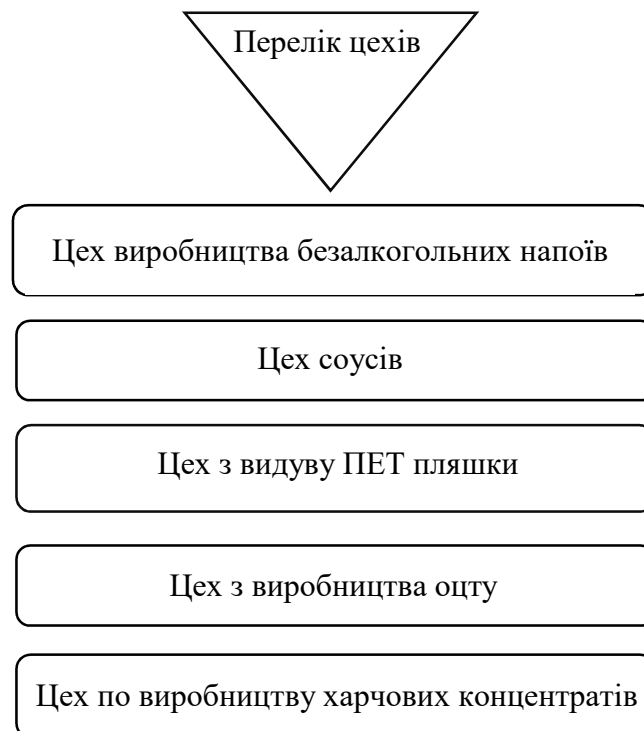 Перелік цехів
Цех виробництва безалкогольних напоїв
Цех соусів
Цех з видуву ПЕТ пляшки
Цех з виробництва оцту
Цех по виробництву харчових концентратів